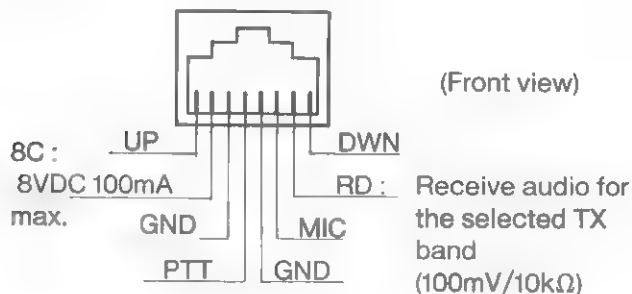 (Front view)
8C : UP DWN
8VDC 100mA RD : Receive audio for
max. GND MIC the selected TX
band
PTT GND (100mV/10kΩ)